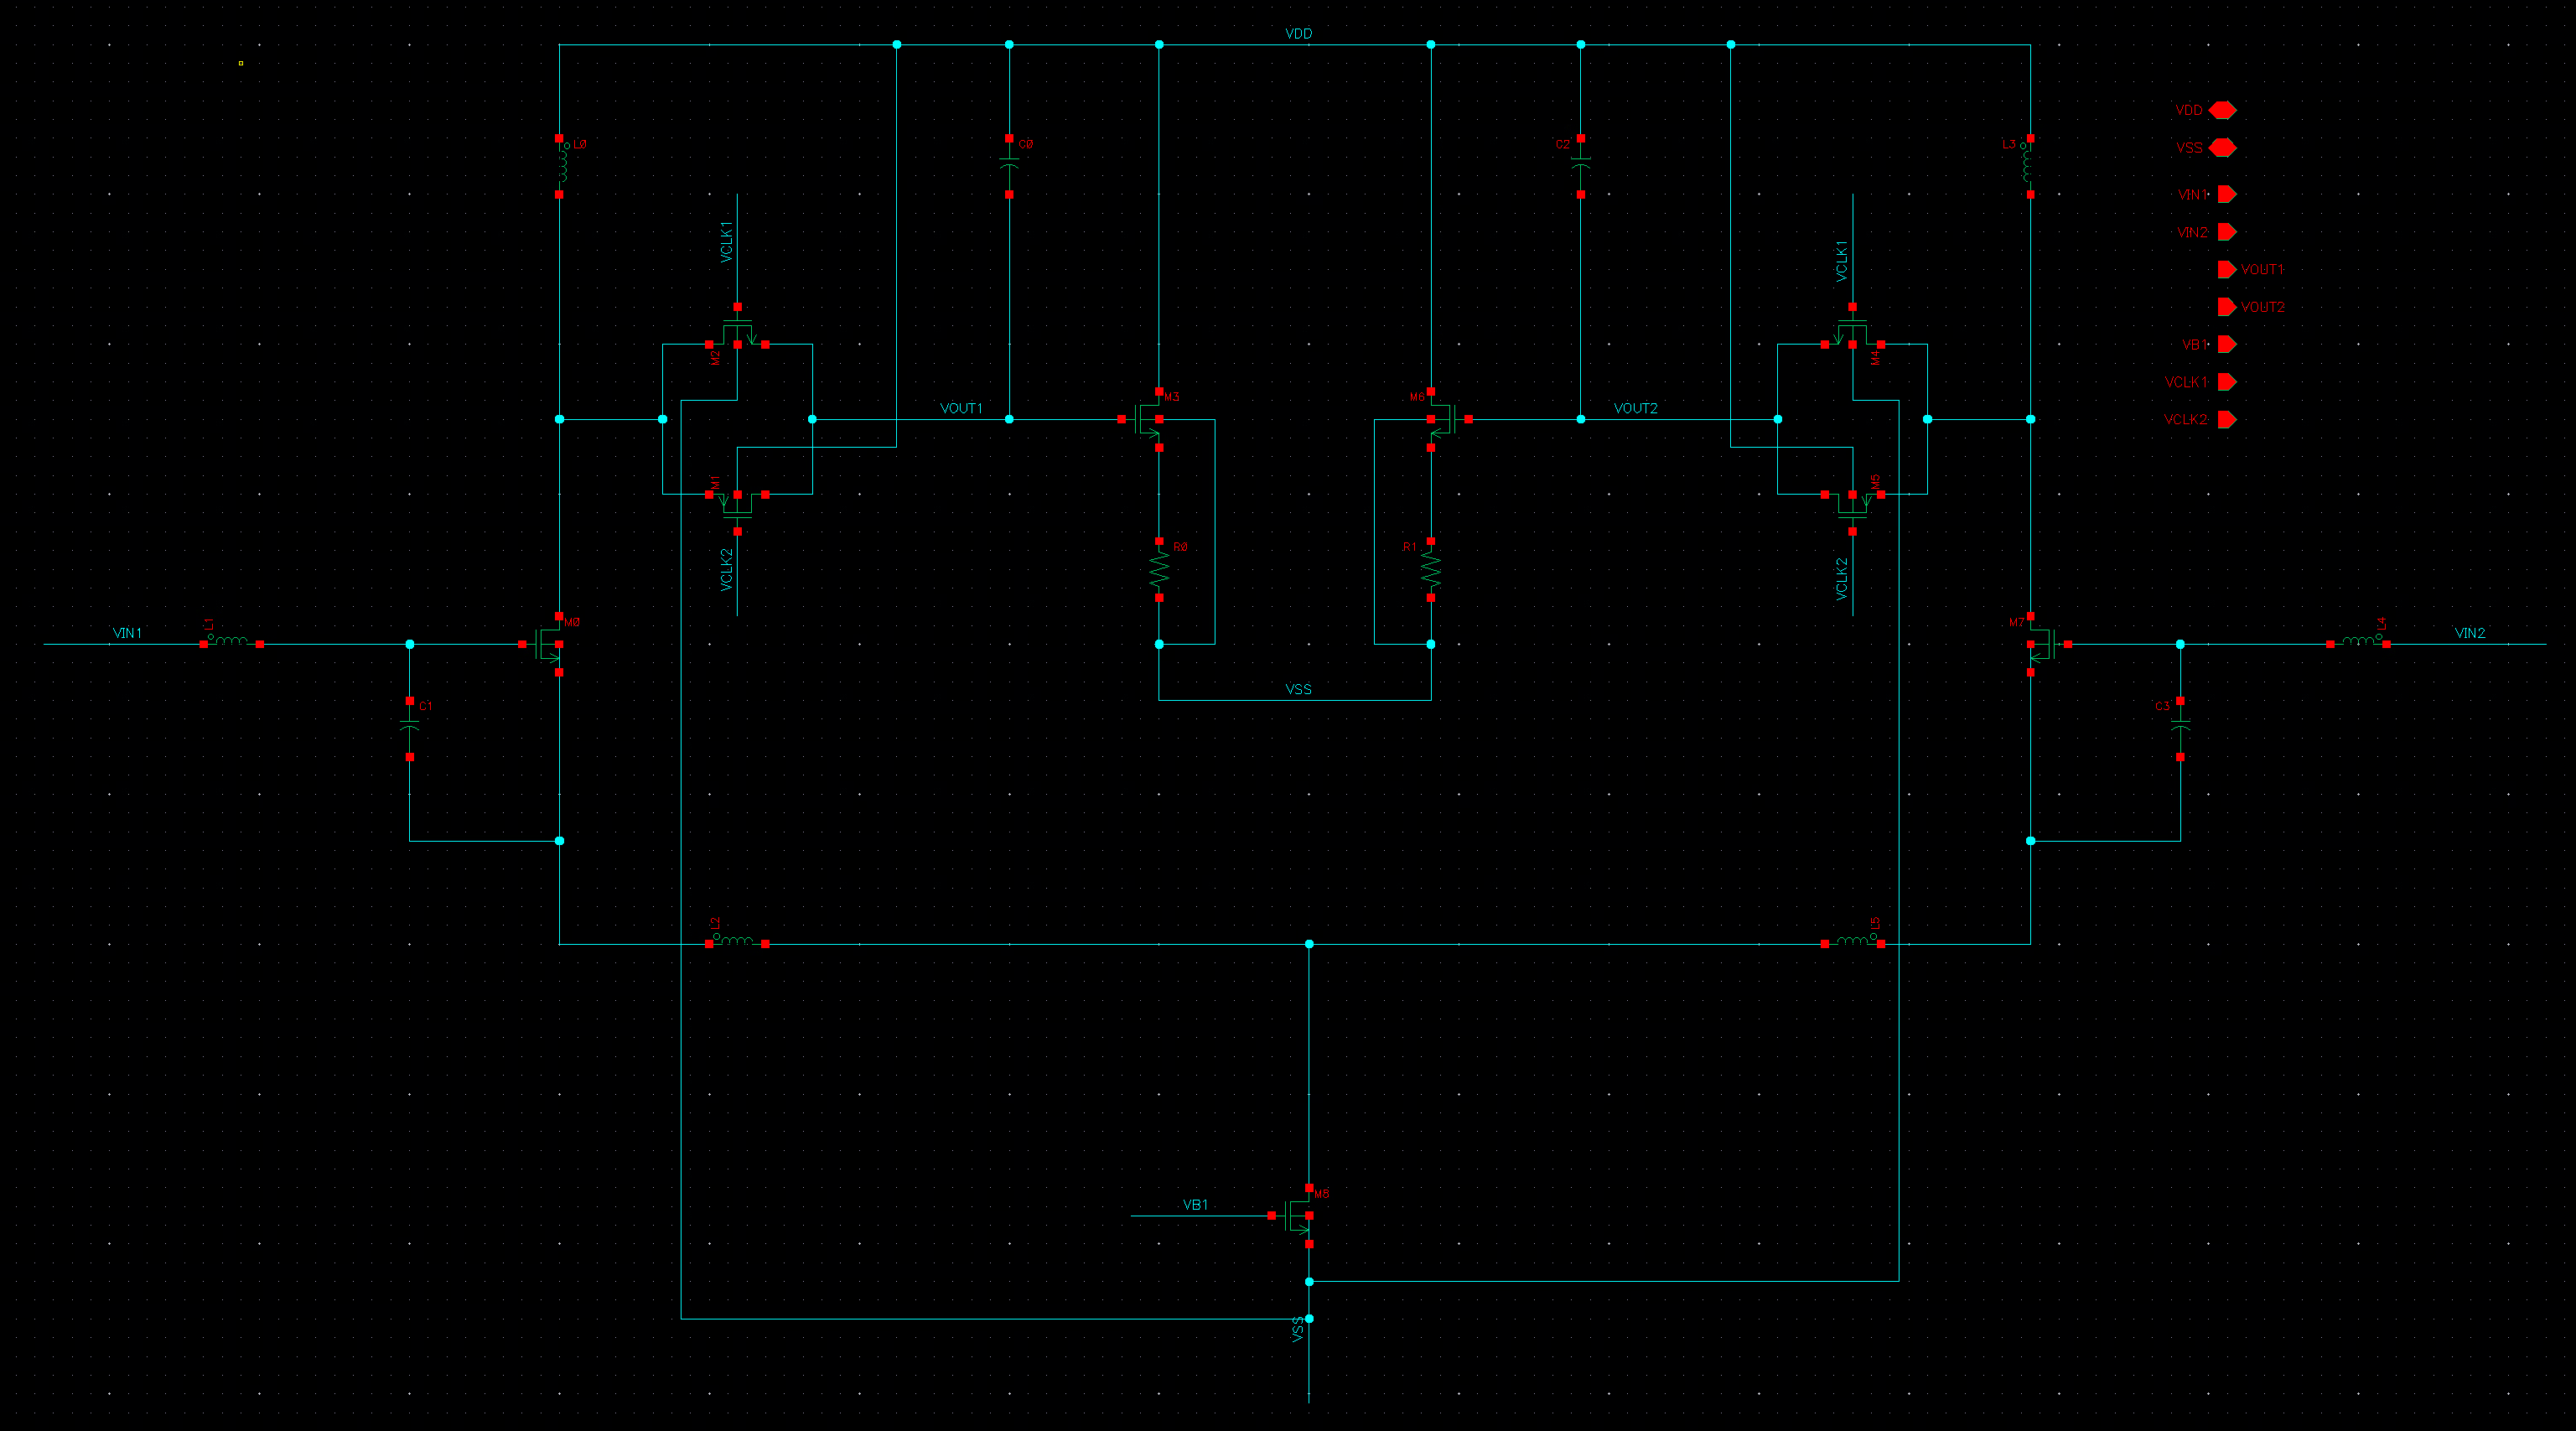 VDD
L0
C0
C2
L3
VDD
VSS
VIN1
VIN2
VOUT1
VOUT2
VB1
VCLK1
VCLK2
VCLK1
VCLK1
M2
M4
VOUT1
M3
M6
VOUT2
M1
M5
VCLK2
R0
R1
VCLK2
VIN1
L1
M0
M7
L4
VIN2
VSS
C1
C3
L2
L5
VB1
M8
VSS